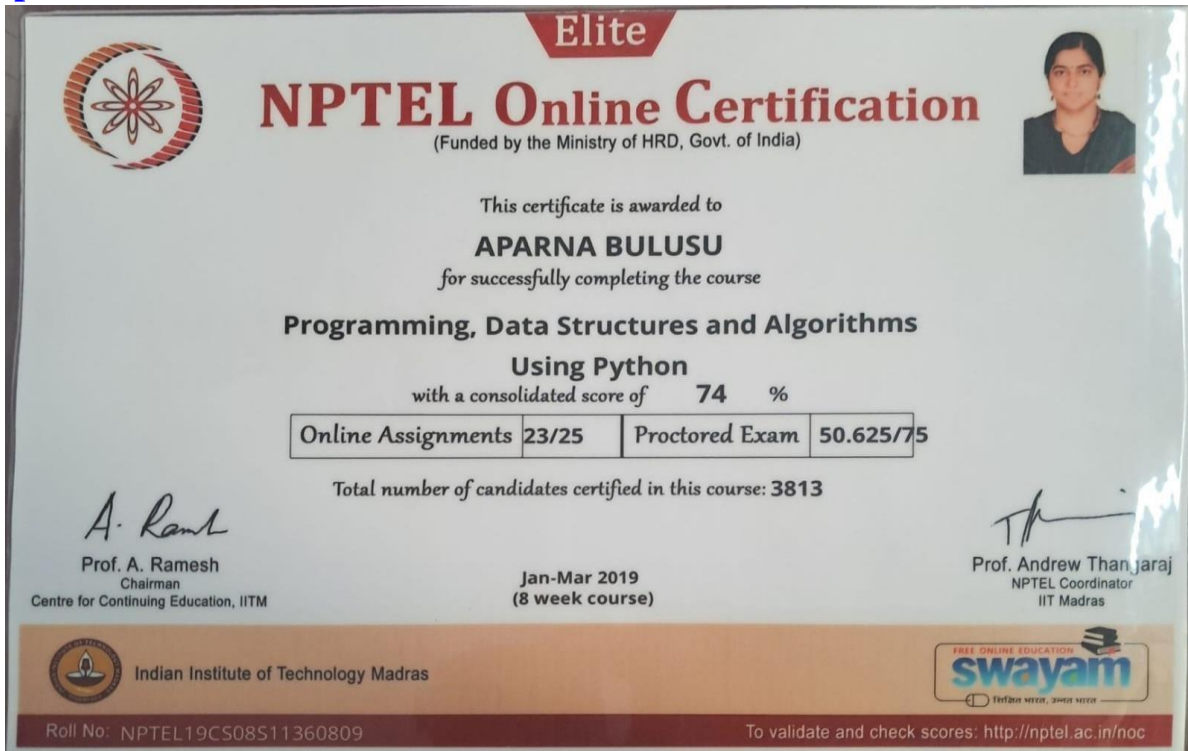 Elite
NPTEL Online Certification
(Funded by the Ministry of HRD, Govt. of India)
This certificate is awarded to
APARNA BULUSU
for successfully completing the course
Programming, Data Structures and Algorithms
Using Python
with a consolidated score of 74 %
Online Assignments 23/25 Proctored Exam 50.625/75
Total number of candidates certified in this course: 3813
A. Ramesh
Prof. A. Ramesh
Chairman
Centre for Continuing Education, IITM
Jan-Mar 2019
(8 week course)
Prof. Andrew Thangaraj
NPTEL Coordinator
IIT Madras
Indian Institute of Technology Madras
FREE ONLINE EDUCATION
swayam
शिक्षित भारत, उन्नत भारत
Roll No: NPTEL19CS08S11360809
To validate and check scores: http://nptel.ac.in/noc